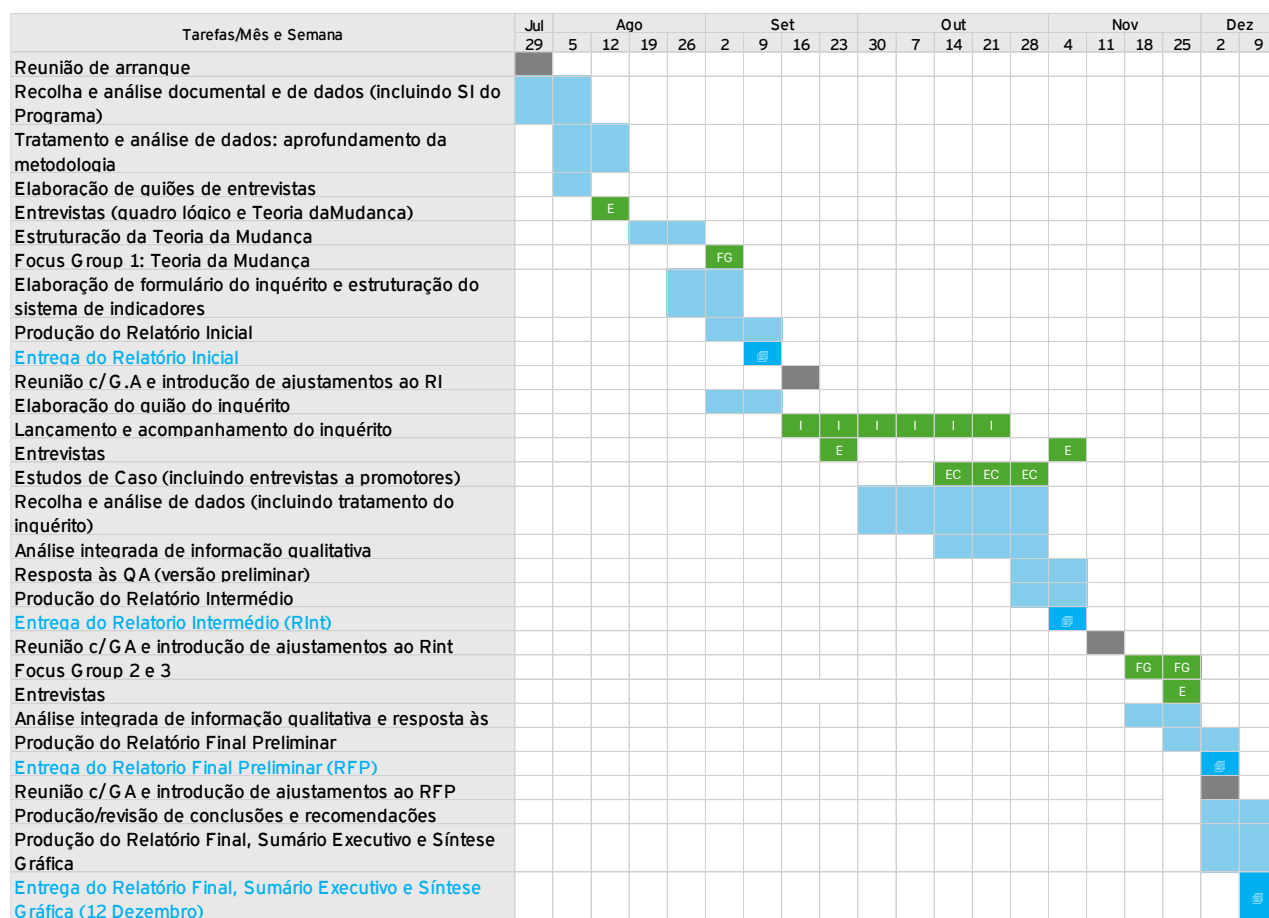 Tarefas/Mês e Semana Jul Ago Set Out Nov Dez
29 5 12 19 26 2 9 16 23 30 7 14 21 28 4 11 18 25 2 9
Reunião de arranque
Recolha e análise documental e de dados (incluindo SI do
Programa)
Tratamento e análise de dados: aprofundamento da
metodologia
Elaboração de guiões de entrevistas
Entrevistas (quadro lógico e Teoria daMudança) E
Estruturação da Teoria da Mudança
Focus Group 1: Teoria da Mudança FG
Elaboração de formulário do inquérito e estruturação do
sistema de indicadores
Produção do Relatório Inicial
Entrega do Relatório Inicial
Reunião c/ G.A e introdução de ajustamentos ao RI
Elaboração do guião do inquérito
Lançamento e acompanhamento do inquérito I I I I I I
Entrevistas E E
Estudos de Caso (incluindo entrevistas a promotores) EC EC EC
Recolha e análise de dados (incluindo tratamento do
inquérito)
Análise integrada de informação qualitativa
Resposta às QA (versão preliminar)
Produção do Relatório Intermédio
Entrega do Relatorio Intermédio (RInt)
Reunião c/ GA e introdução de ajustamentos ao Rint
Focus Group 2 e 3 FG FG
Entrevistas E
Análise integrada de informação qualitativa e resposta às
Produção do Relatório Final Preliminar
Entrega do Relatorio Final Preliminar (RFP)
Reunião c/ GA e introdução de ajustamentos ao RFP
Produção/revisão de conclusões e recomendações
Produção do Relatório Final, Sumário Executivo e Síntese
Gráfica
Entrega do Relatório Final, Sumário Executivo e Síntese
Gráfica (12 Dezembro)